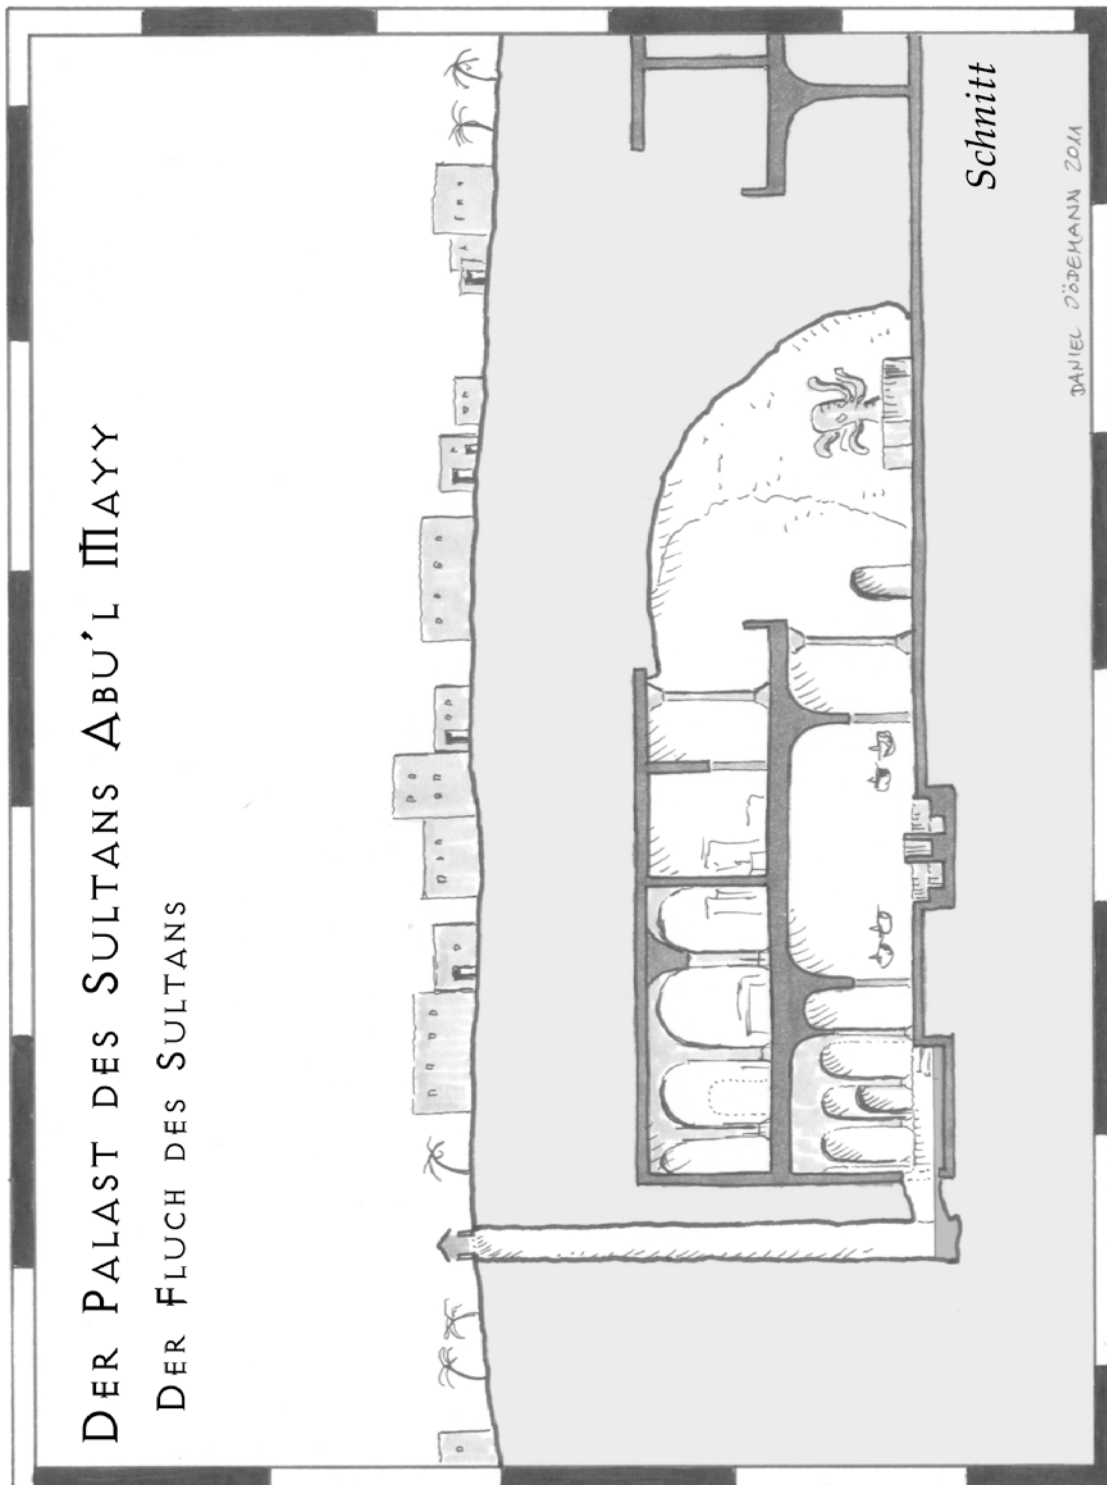 DER PALAST DES SULTANS ABU'L MAYY
DER FLUCH DES SULTANS
Schnitt
DANIEL JÖDEMANN 2011